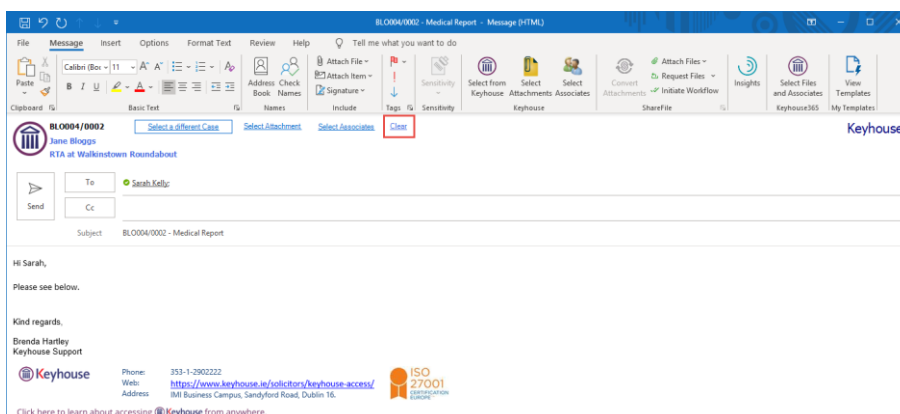 BLO004/0002 - Medical Report - Message (HTML)
File Message Insert Options Format Text Review Help Tell me what you want to do
Paste
Clipboard
Calibri (Boc 11
B I U
Basic Text
Address Book
Check Names
Names
Attach File
Attach Item
Signature
Include
Tags
Sensitivity
Sensitivity
Select from Keyhouse
Select Attachments
Select Associates
Keyhouse
Convert Attachments
Attach Files
Request Files
Initiate Workflow
ShareFile
Insights
Select Files and Associates
Keyhouse365
View Templates
My Templates
BLO004/0002 Select a different Case Select Attachment Select Associates Clear
Jane Bloggs
RTA at Walkinstown Roundabout
Keyhouse
Send
To Sarah Kelly;
Cc
Subject BLO004/0002 - Medical Report
Hi Sarah,
Please see below.
Kind regards,
Brenda Hartley
Keyhouse Support
Keyhouse
Phone: 353-1-2902222
Web: https://www.keyhouse.ie/solicitors/keyhouse-access/
Address IMI Business Campus, Sandyford Road, Dublin 16.
ISO
27001
CERTIFICATION
EUROPE
Click here to learn about accessing Keyhouse from anywhere